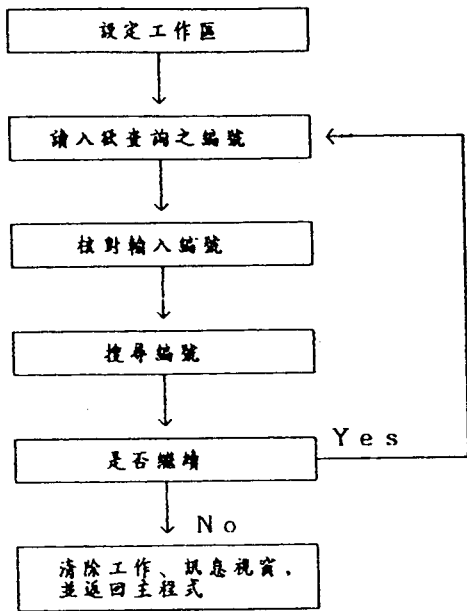 設定工作區
請入欲查詢之編號
核對輸入編號
搜尋編號
是否繼續
Yes
No
清除工作、訊息視窗，
並返回主程式